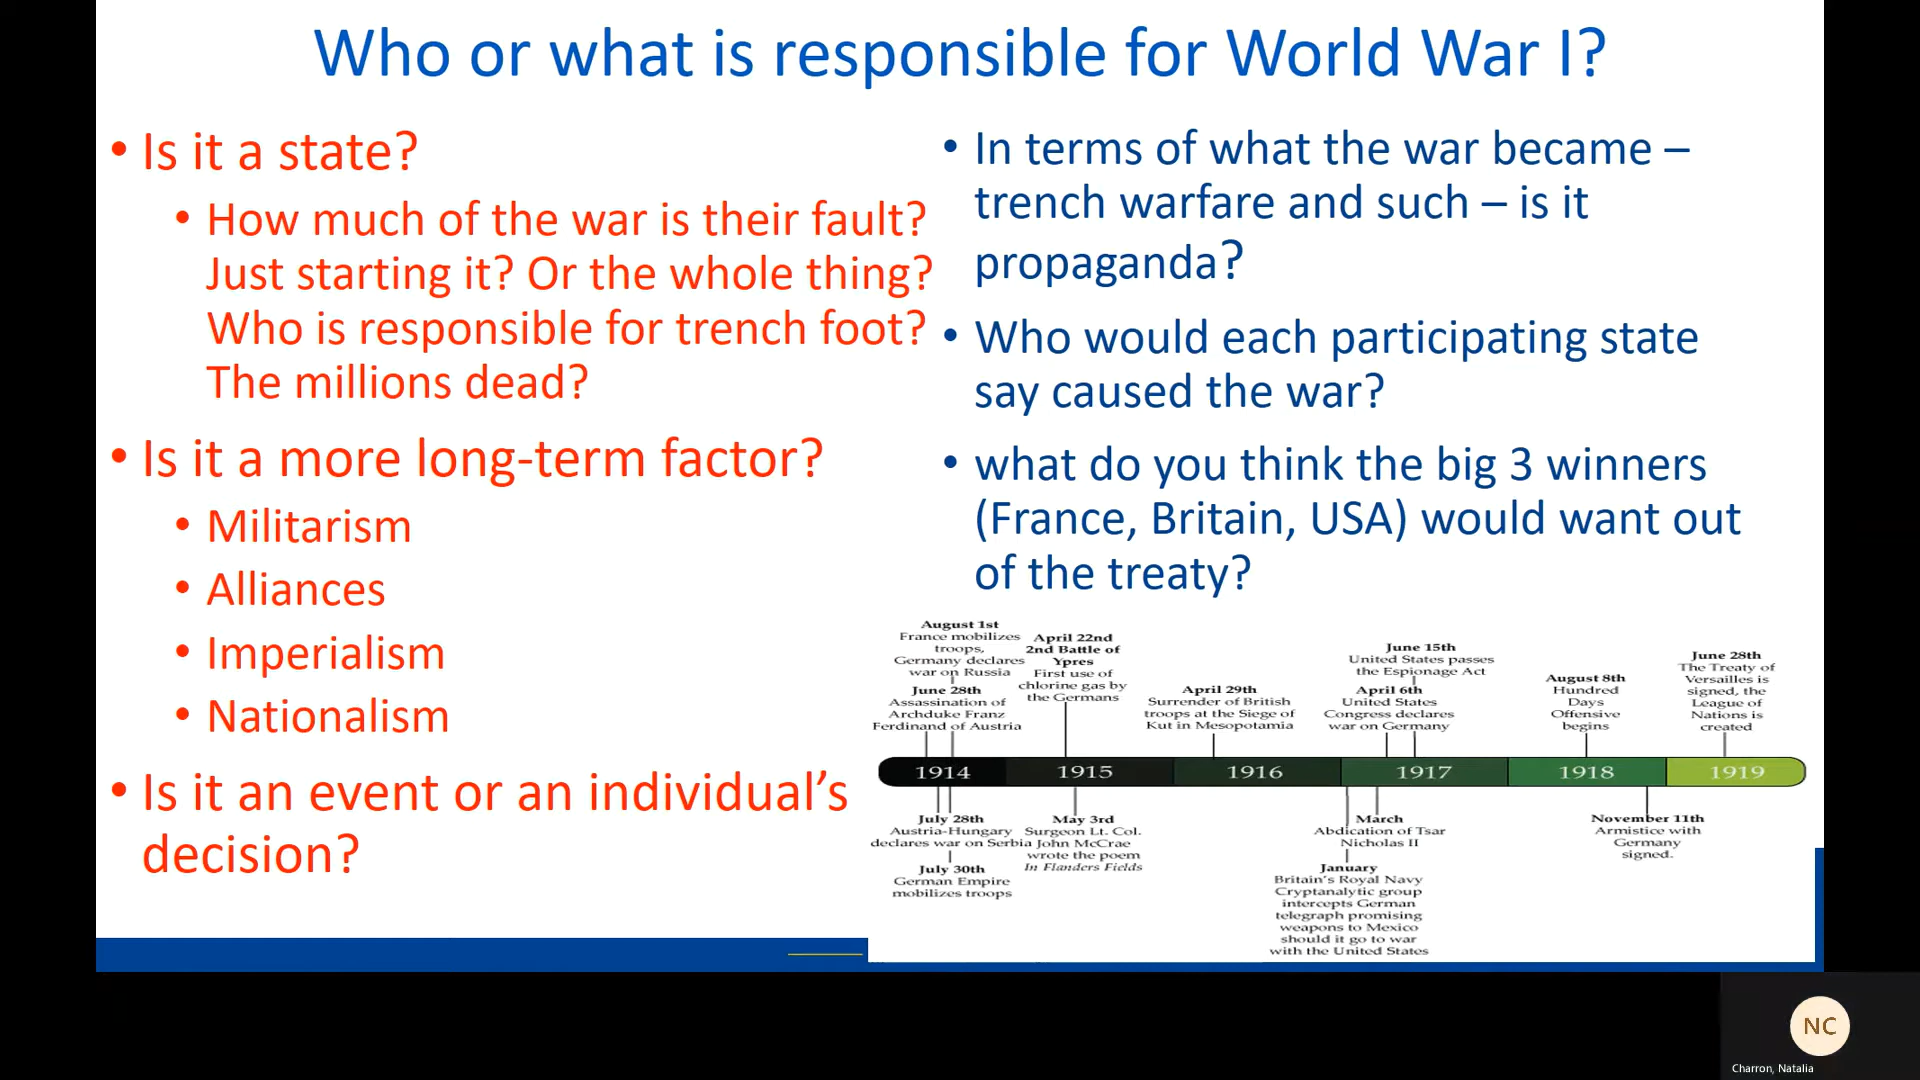 Who or what is responsible for World War I?
• Is it a state?
• How much of the war is their fault?
Just starting it? Or the whole thing?
Who is responsible for trench foot?
The millions dead?
• Is it a more long-term factor?
• Militarism
• Alliances
• Imperialism
• Nationalism
• Is it an event or an individual’s
decision?
• In terms of what the war became –
trench warfare and such – is it
propaganda?
• Who would each participating state
say caused the war?
• what do you think the big 3 winners
(France, Britain, USA) would want out
of the treaty?
August 1st
France mobilizes
troops,
Germany declares
war on Russia
June 28th
Assassination of
Archduke Franz
Ferdinand of Austria
April 22nd
2nd Battle of
Ypres
First use of
chlorine gas by
the Germans
April 29th
Surrender of British
troops at the Siege of
Kut in Mesopotamia
June 15th
United States passes
the Espionage Act
April 6th
United States
Congress declares
war on Germany
August 8th
Hundred
Days
Offensive
begins
June 28th
The Treaty of
Versailles is
signed, the
League of
Nations is
created
1914
1915
1916
1917
1918
1919
July 28th
Austria-Hungary
declares war on Serbia
July 30th
German Empire
mobilizes troops
May 3rd
Surgeon Lt. Col.
John McCrae
wrote the poem
In Flanders Fields
March
Abdication of Tsar
Nicholas II
January
Britain's Royal Navy
Cryptanalytic group
intercepts German
telegraph promising
weapons to Mexico
should it go to war
with the United States
November 11th
Armistice with
Germany
signed.
NC
Charron, Natalia